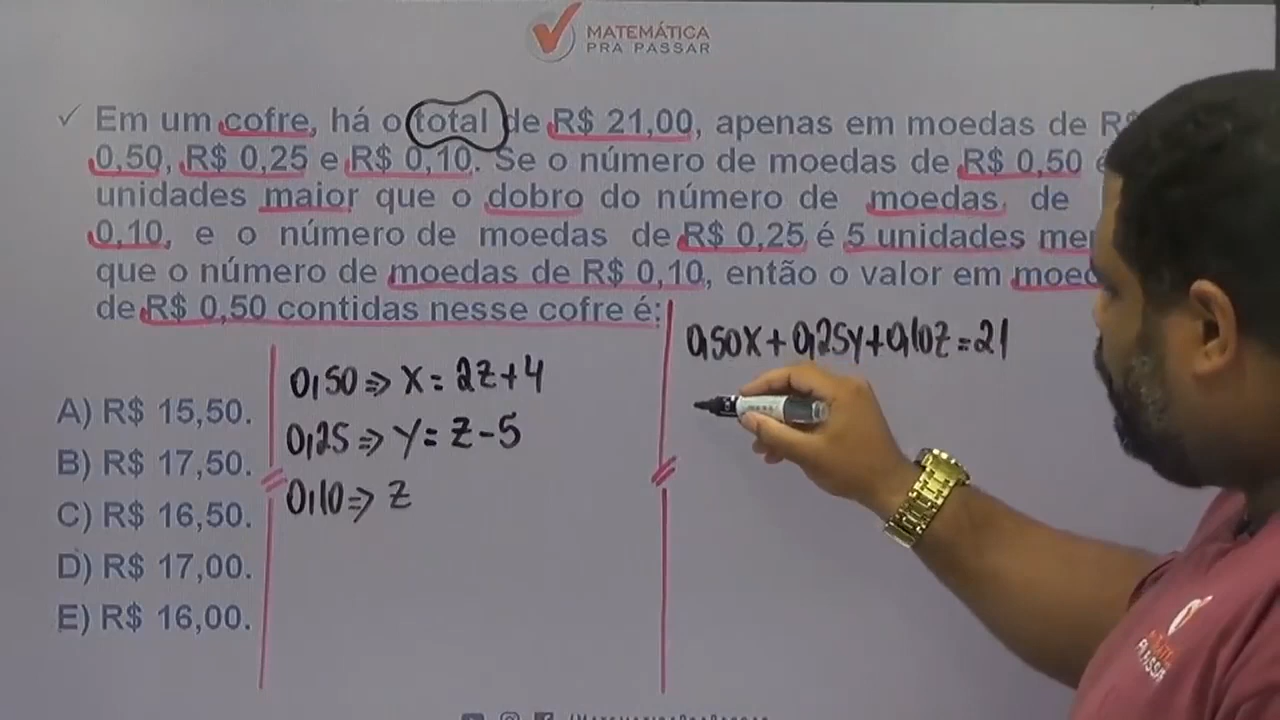 MATEMÁTICA
PRA PASSAR
✓ Em um cofre, há o total de R$ 21,00, apenas em moedas de
0,50, R$ 0,25 e R$ 0,10. Se o número de moedas de R$ 0,50
unidades maior que o dobro do número de moedas de
0,10, e o número de moedas de R$ 0,25 é 5 unidades
que o número de moedas de R$ 0,10, então o valor em
de R$ 0,50 contidas nesse cofre é:
0,50x + 0,25y + 0,10z = 21
0,50 => x = 2z + 4
0,25 => y = z - 5
0,10 => z
A) R$ 15,50.
B) R$ 17,50.
C) R$ 16,50.
D) R$ 17,00.
E) R$ 16,00.
PASSAR